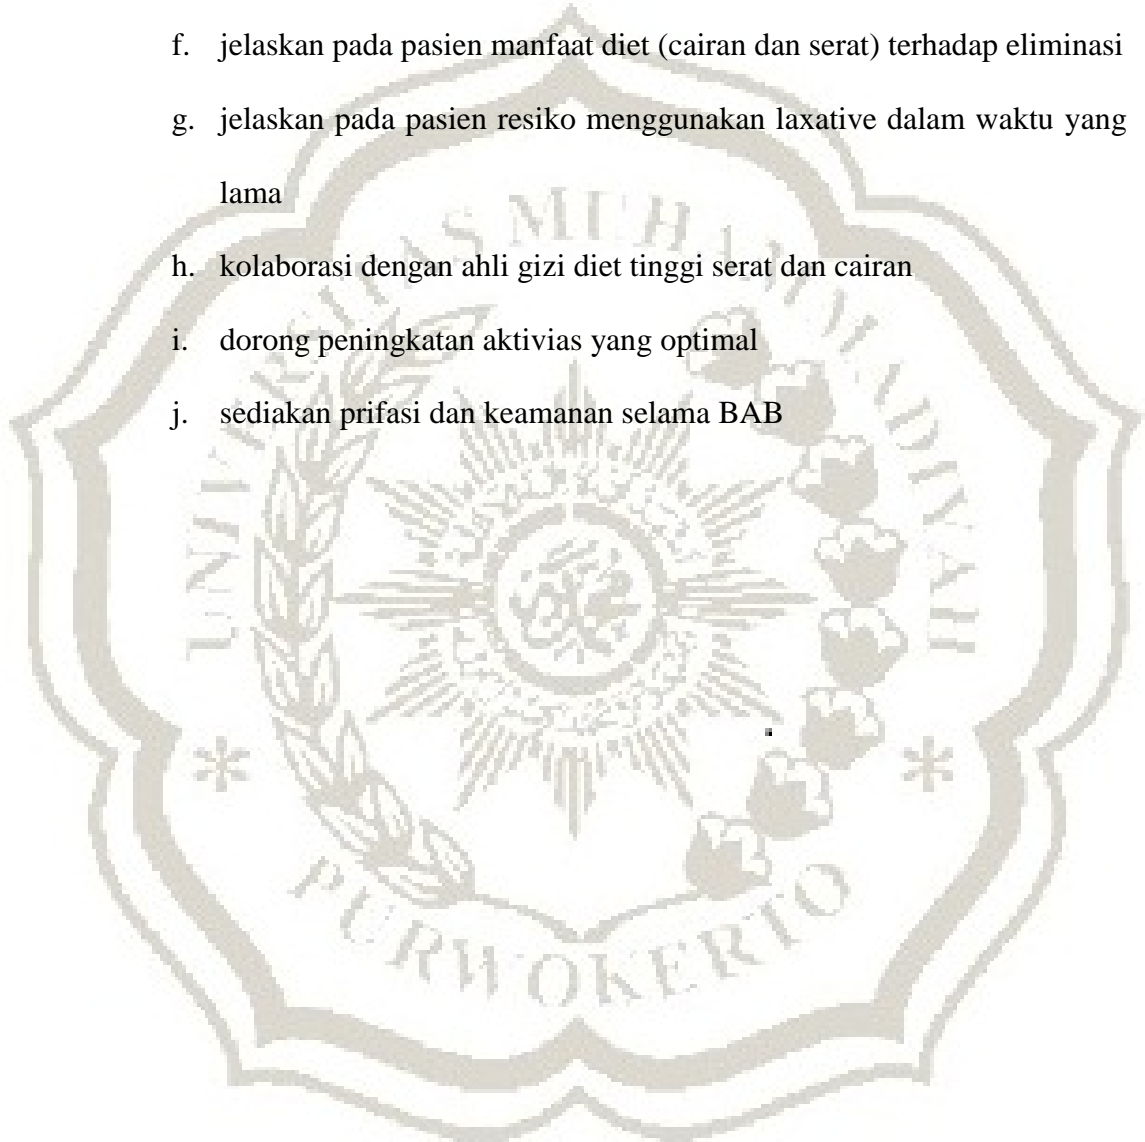 f. jelaskan pada pasien manfaat diet (cairan dan serat) terhadap eliminasi
g. jelaskan pada pasien resiko menggunakan laxative dalam waktu yang
lama
h. kolaborasi dengan ahli gizi diet tinggi serat dan cairan
i. dorong peningkatan aktivias yang optimal
j. sediakan prifasi dan keamanan selama BAB
UNIVERSITAS MUHAMMADIYAH
PURWOKERTO